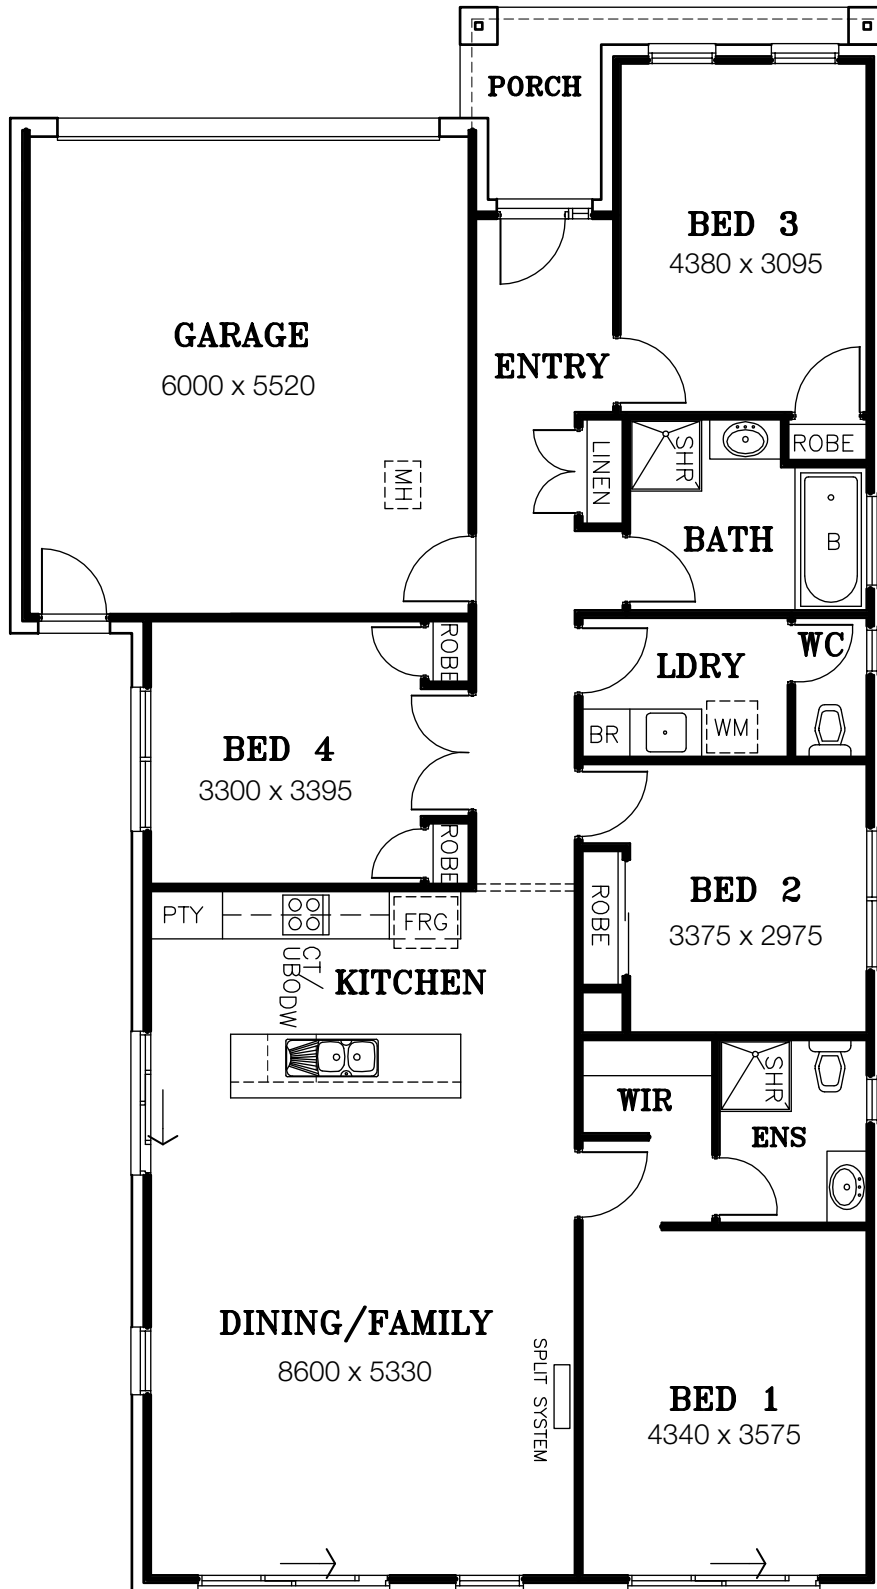 PORCH
BED 3
4380 x 3095
GARAGE
6000 x 5520
ENTRY
ROBE
SHR
LINEN
MH
BATH
B
ROBE
LDRY
WC
BR
WM
BED 4
3300 x 3395
ROBE
BED 2
3375 x 2975
ROBE
PTY
FRG
CT/
UBODW
KITCHEN
WIR
SHR
ENS
DINING/FAMILY
8600 x 5330
SPLIT SYSTEM
BED 1
4340 x 3575